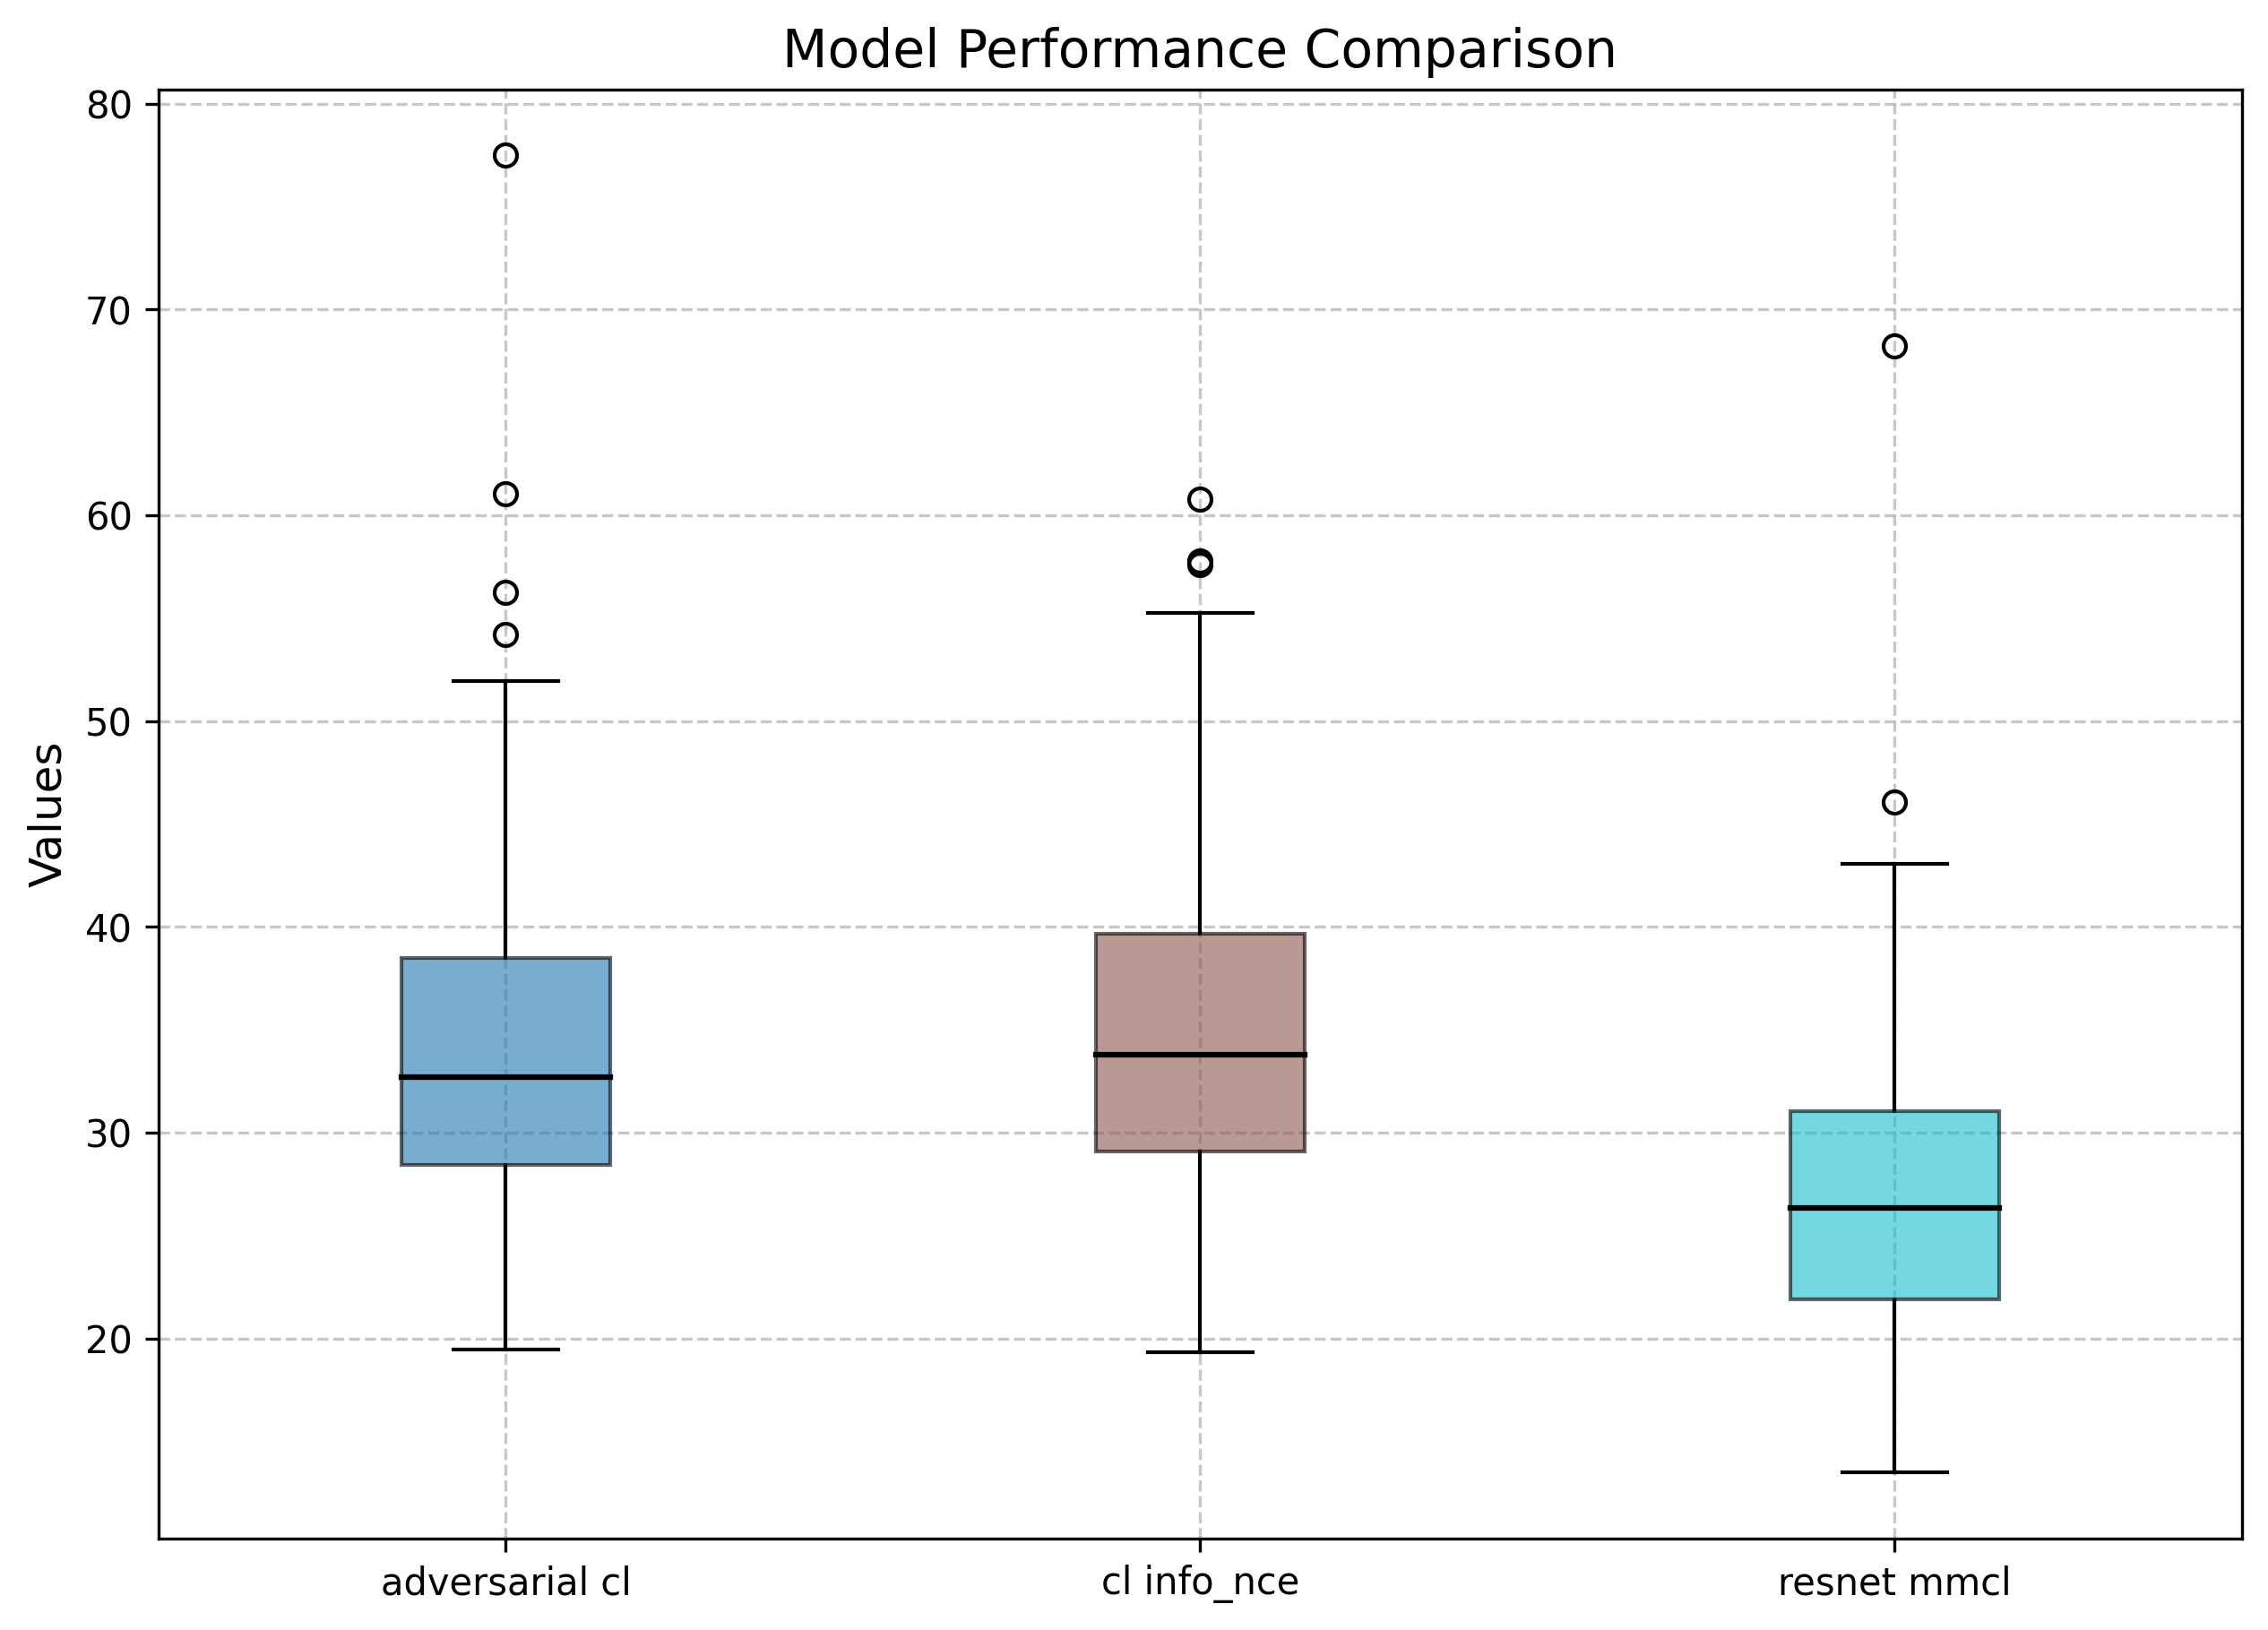 Model Performance Comparison
80
70
60
50
40
30
20
Values
adversarial cl
cl info_nce
resnet mmcl